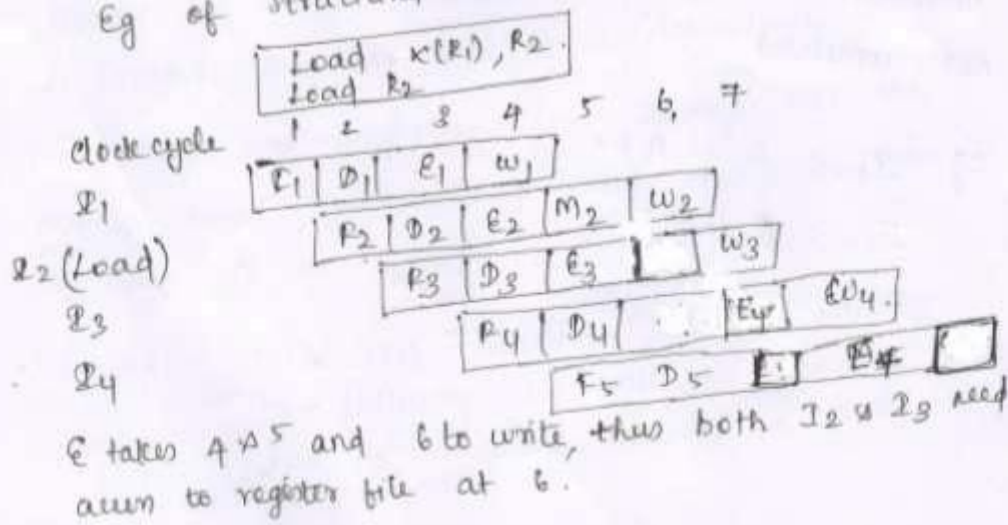 Eg of
Load X(R1), R2.
Load R2
clock cycle 1 2 3 4 5 6, 7
I1 F1 D1 E1 W1
I2 (Load) F2 D2 E2 M2 W2
I3 F3 D3 E3 W3
I4 F4 D4 E4 W4.
F5 D5
E takes 4 & 5 and 6 to write, thus both I2 & I3 need
acces to register file at 6.